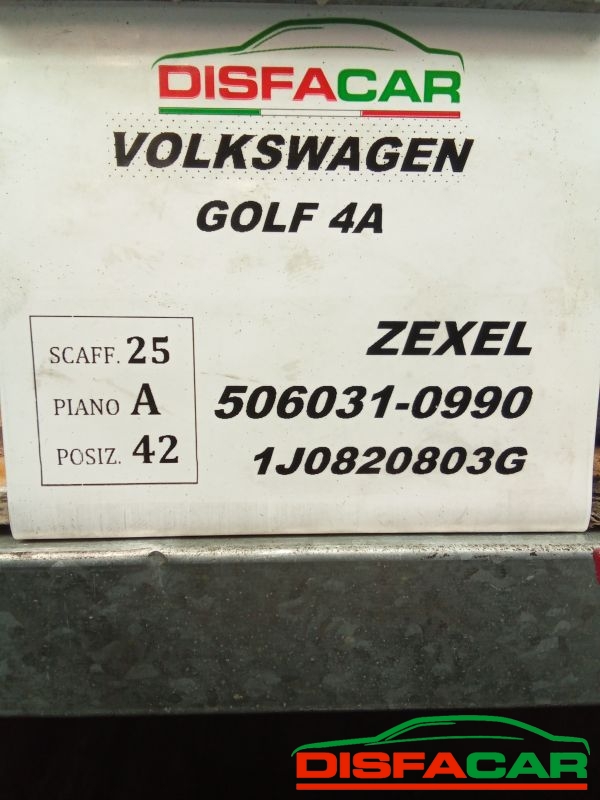 DISFACAR
VOLKSWAGEN
GOLF 4A
SCAFF. 25
PIANO A
POSIZ. 42
ZEXEL
506031-0990
1J0820803G
DISFACAR